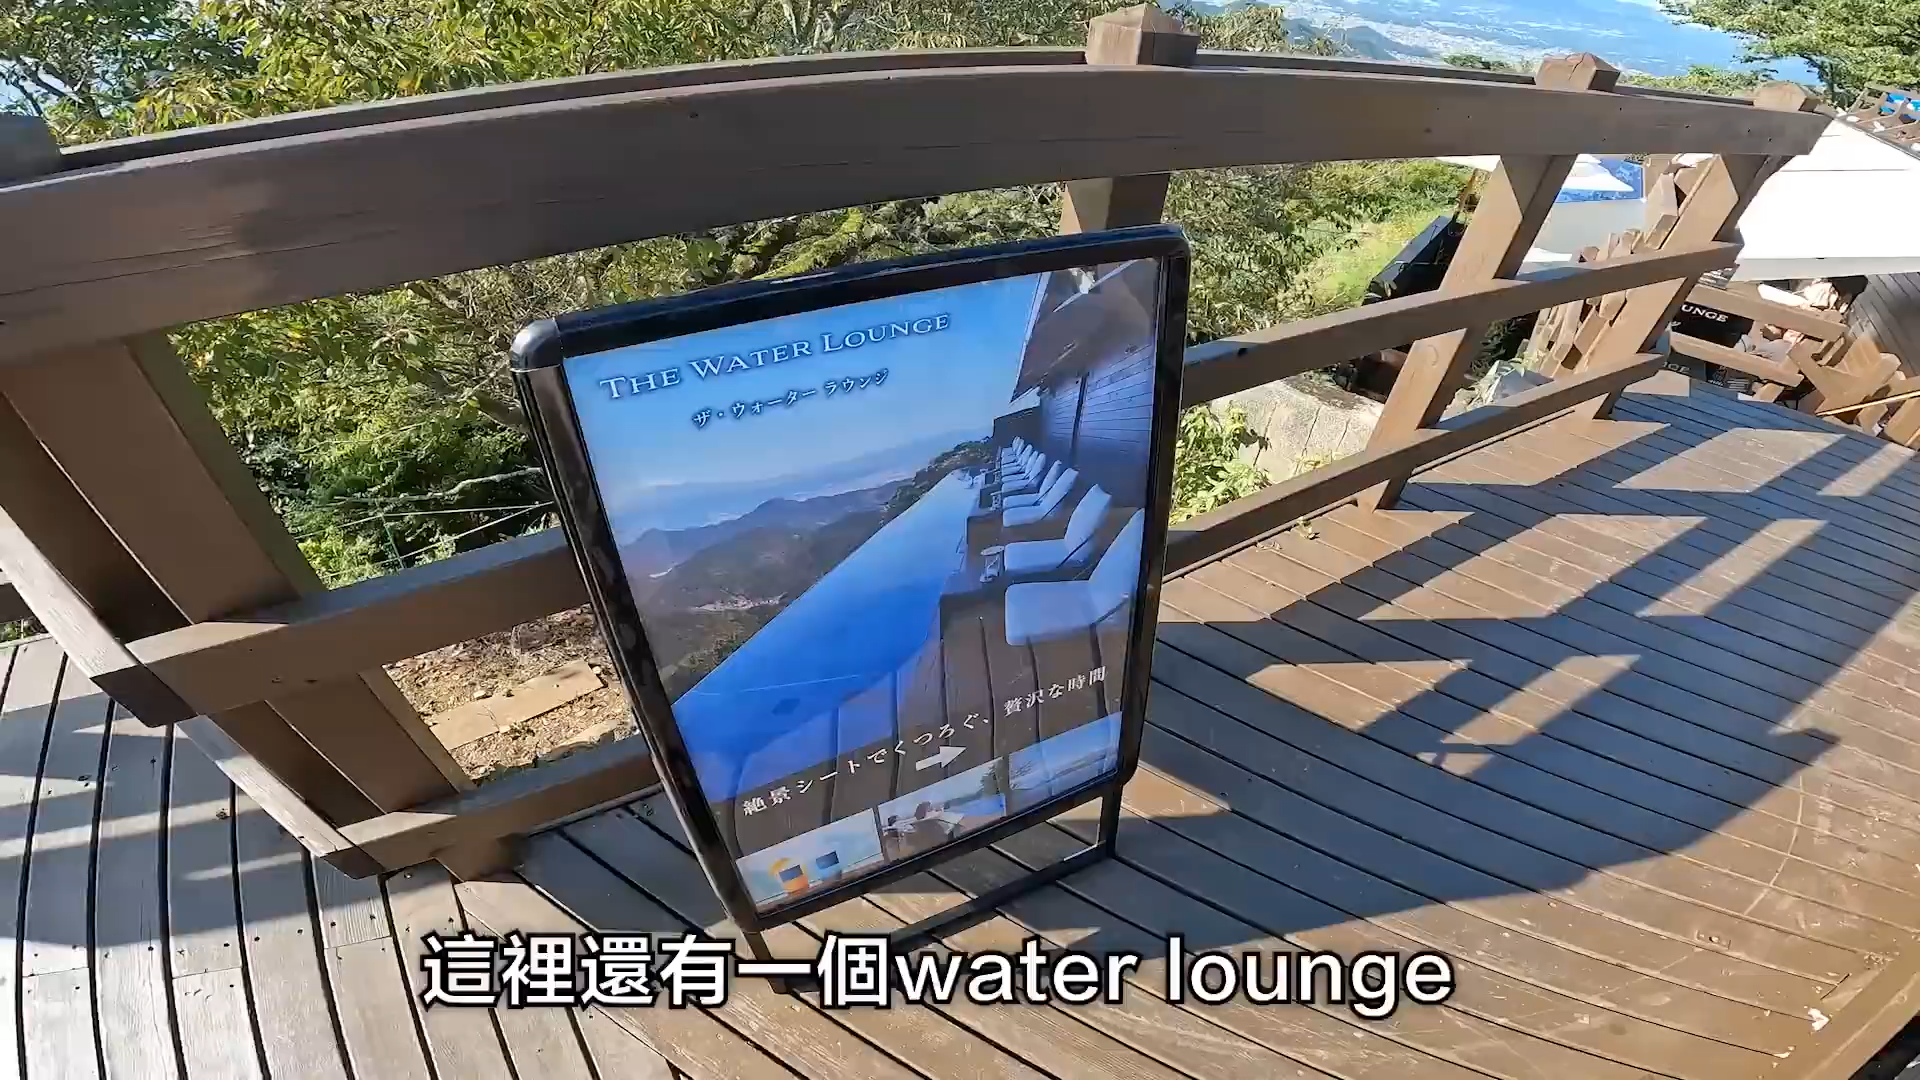 THE WATER LOUNGE
ザ・ウォーター ラウンジ
絶景シートでくつろぐ、贅沢な時間
UNGE
這裡還有一個water lounge